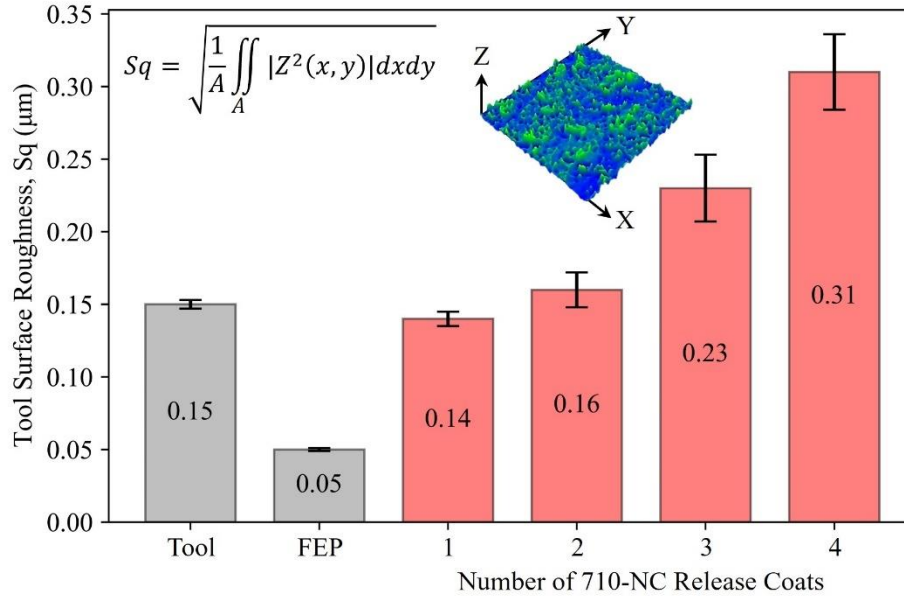 Tool Surface Roughness, Sq (μm)
0.35
0.30
0.25
0.20
0.15
0.10
0.05
0.00
Sq = √(1/A ∬_A |Z²(x, y)|dxdy)
Z
Y
X
0.15
0.05
0.14
0.16
0.23
0.31
Tool FEP 1 2 3 4
Number of 710-NC Release Coats